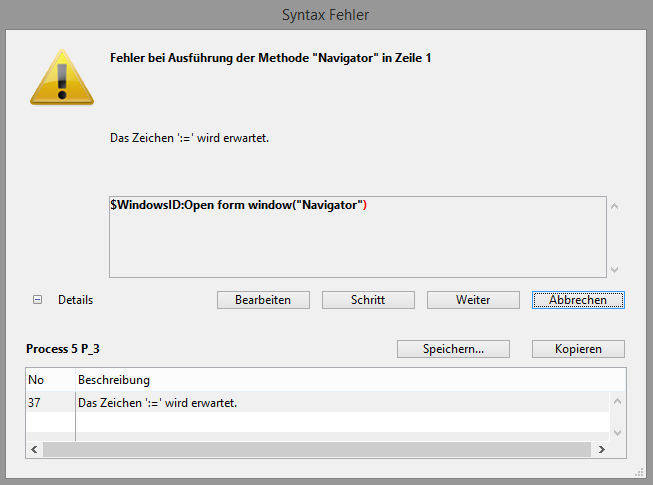 Syntax Fehler
Fehler bei Ausführung der Methode "Navigator" in Zeile 1
Das Zeichen ':=' wird erwartet.
$WindowsID:Open form window("Navigator")
Details
Bearbeiten
Schritt
Weiter
Abbrechen
Process 5 P_3
Speichern...
Kopieren
No Beschreibung
37 Das Zeichen ':=' wird erwartet.